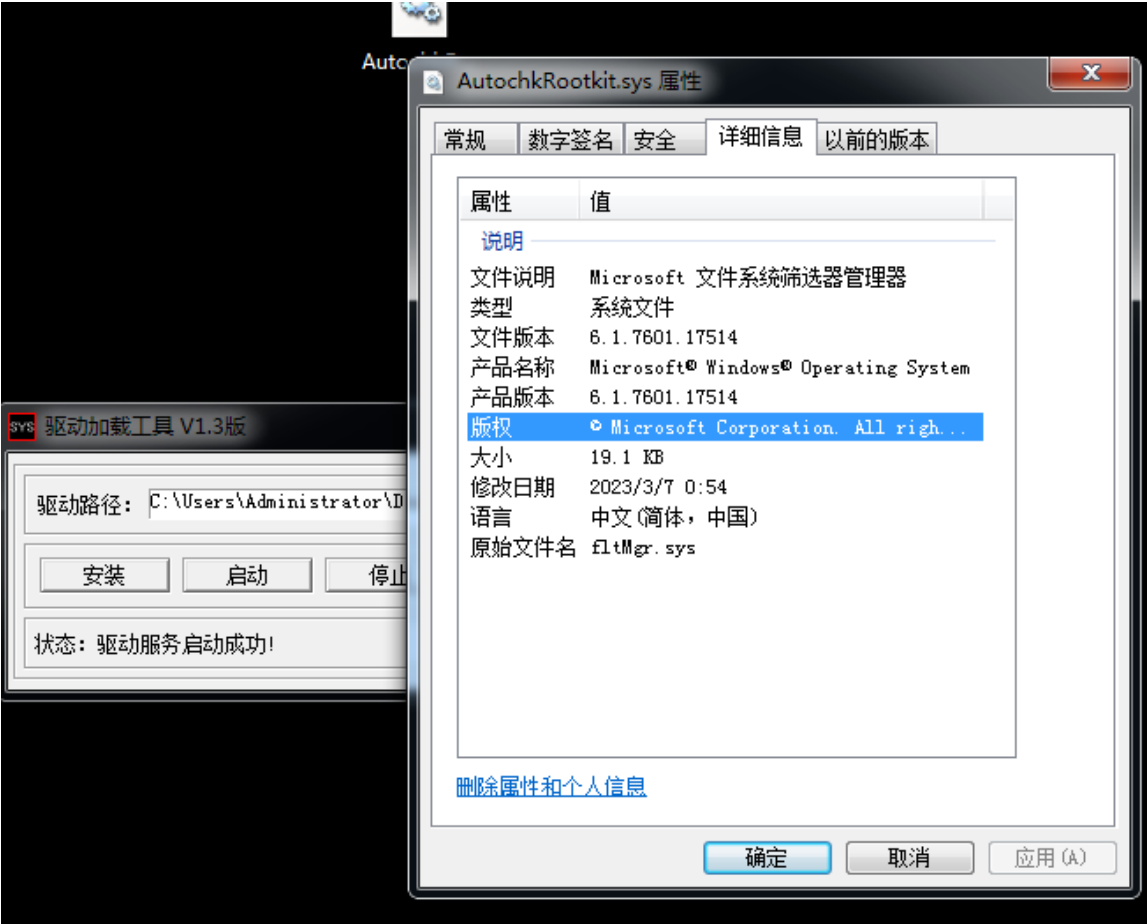 AutochkRootkit.sys 属性
常规 数字签名 安全 详细信息 以前的版本
属性 值
说明
文件说明 Microsoft 文件系统筛选器管理器
类型 系统文件
文件版本 6.1.7601.17514
产品名称 Microsoft® Windows® Operating System
产品版本 6.1.7601.17514
版权 © Microsoft Corporation. All righ...
大小 19.1 KB
修改日期 2023/3/7 0:54
语言 中文(简体，中国)
原始文件名 fltMgr.sys
删除属性和个人信息
确定 取消 应用(A)
SYS 驱动加载工具 V1.3版
驱动路径： C:\Users\Administrator\D
安装 启动 停止
状态：驱动服务启动成功!